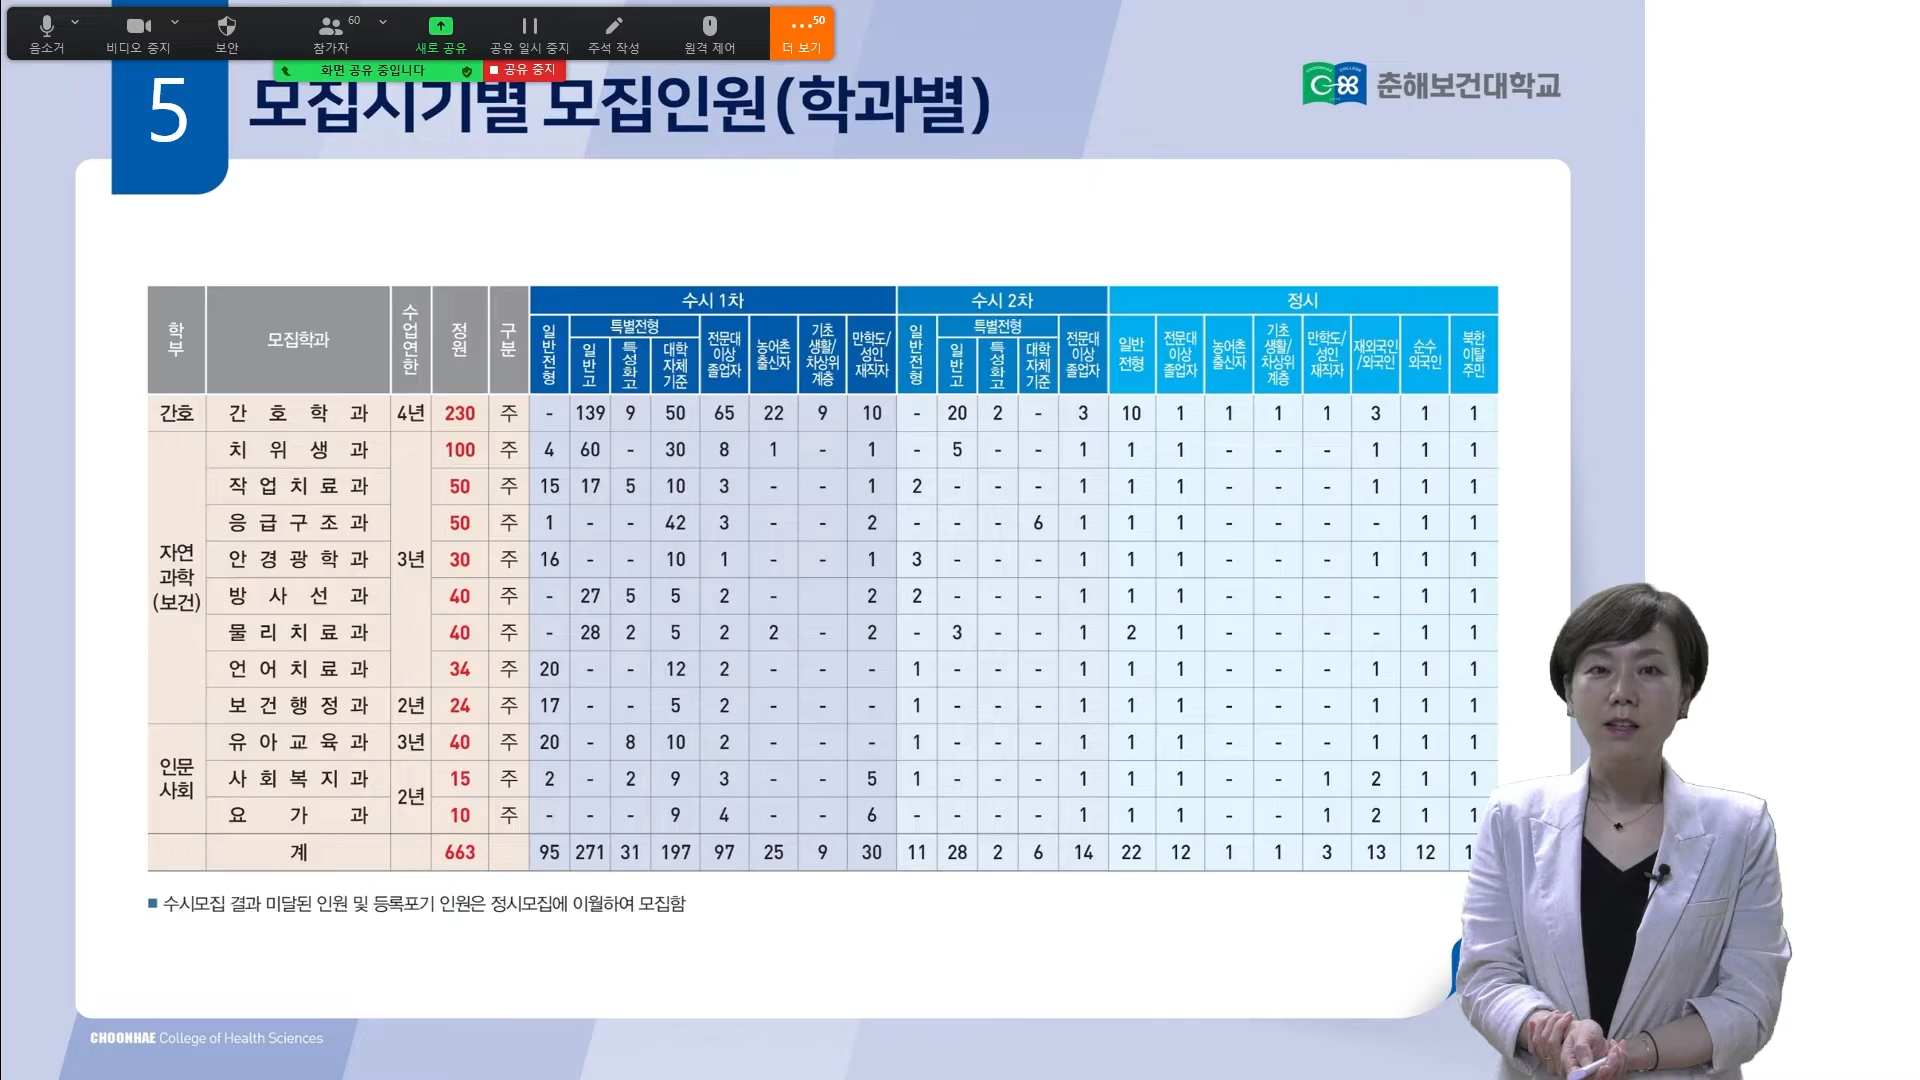 음소거
비디오 중지
보안
참가자 60
새로 공유
공유 일시 중지
주석 작성
원격 제어
더 보기 50
화면 공유 중입니다
공유 중지
5
모집시기별 모집인원(학과별)
춘해보건대학교
학부 모집학과 수업연한 정원 구분 수시 1차 수시 2차 정시
일반전형 특별전형 전문대이상졸업자 농어촌출신자 기초생활/차상위계층 만학도/성인재직자 일반전형 특별전형 전문대이상졸업자 일반전형 전문대이상졸업자 농어촌출신자 기초생활/차상위계층 만학도/성인재직자 재외국인/외국인 순수외국인 북한이탈주민
일반고 특성화고 대학자체기준 일반고 특성화고 대학자체기준
간호 간호학과 4년 230 주 - 139 9 50 65 22 9 10 - 20 2 - 3 10 1 1 1 1 3 1 1
자연과학(보건) 치위생과 3년 100 주 4 60 - 30 8 1 - 1 - 5 - - 1 1 1 - - - 1 1 1
작업치료과 50 주 15 17 5 10 3 - - 1 2 - - - 1 1 1 - - - 1 1 1
응급구조과 50 주 1 - - 42 3 - - 2 - - - 6 1 1 1 - - - - 1 1
안경광학과 30 주 16 - - 10 1 - - 1 3 - - - 1 1 1 - - - 1 1 1
방사선과 40 주 - 27 5 5 2 - 2 2 - - - 1 1 1 - - - - 1 1
물리치료과 40 주 - 28 2 5 2 2 - 2 - 3 - - 1 2 1 - - - - 1 1
언어치료과 34 주 20 - - 12 2 - - - 1 - - - 1 1 1 - - - 1 1 1
보건행정과 2년 24 주 17 - - 5 2 - - - 1 - - - 1 1 1 - - - 1 1 1
인문사회 유아교육과 3년 40 주 20 - 8 10 2 - - - 1 - - - 1 1 1 - - - 1 1 1
사회복지과 2년 15 주 2 - 2 9 3 - - 5 1 - - - 1 1 1 - - 1 2 1 1
요가과 10 주 - - - 9 4 - - 6 - - - - 1 1 1 - - 1 2 1 1
계 663 95 271 31 197 97 25 9 30 11 28 2 6 14 22 12 1 1 3 13 12
■ 수시모집 결과 미달된 인원 및 등록포기 인원은 정시모집에 이월하여 모집함
CHOONHAE College of Health Sciences